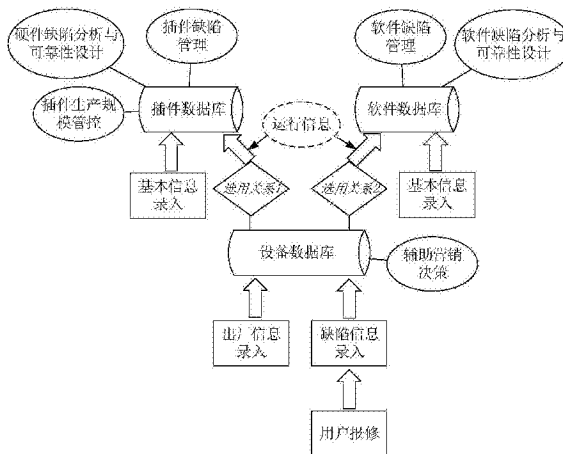 硬件缺陷分析与
可靠性设计
插件缺陷
管理
软件缺陷
管理
软件缺陷分析与
可靠性设计
插件生产规
模管控
插件数据库
运行信息
软件数据库
基本信息
录入
选用关系1
选用关系2
基本信息
录入
设备数据库
辅助营销
决策
出厂信息
录入
缺陷信息
录入
用户报修